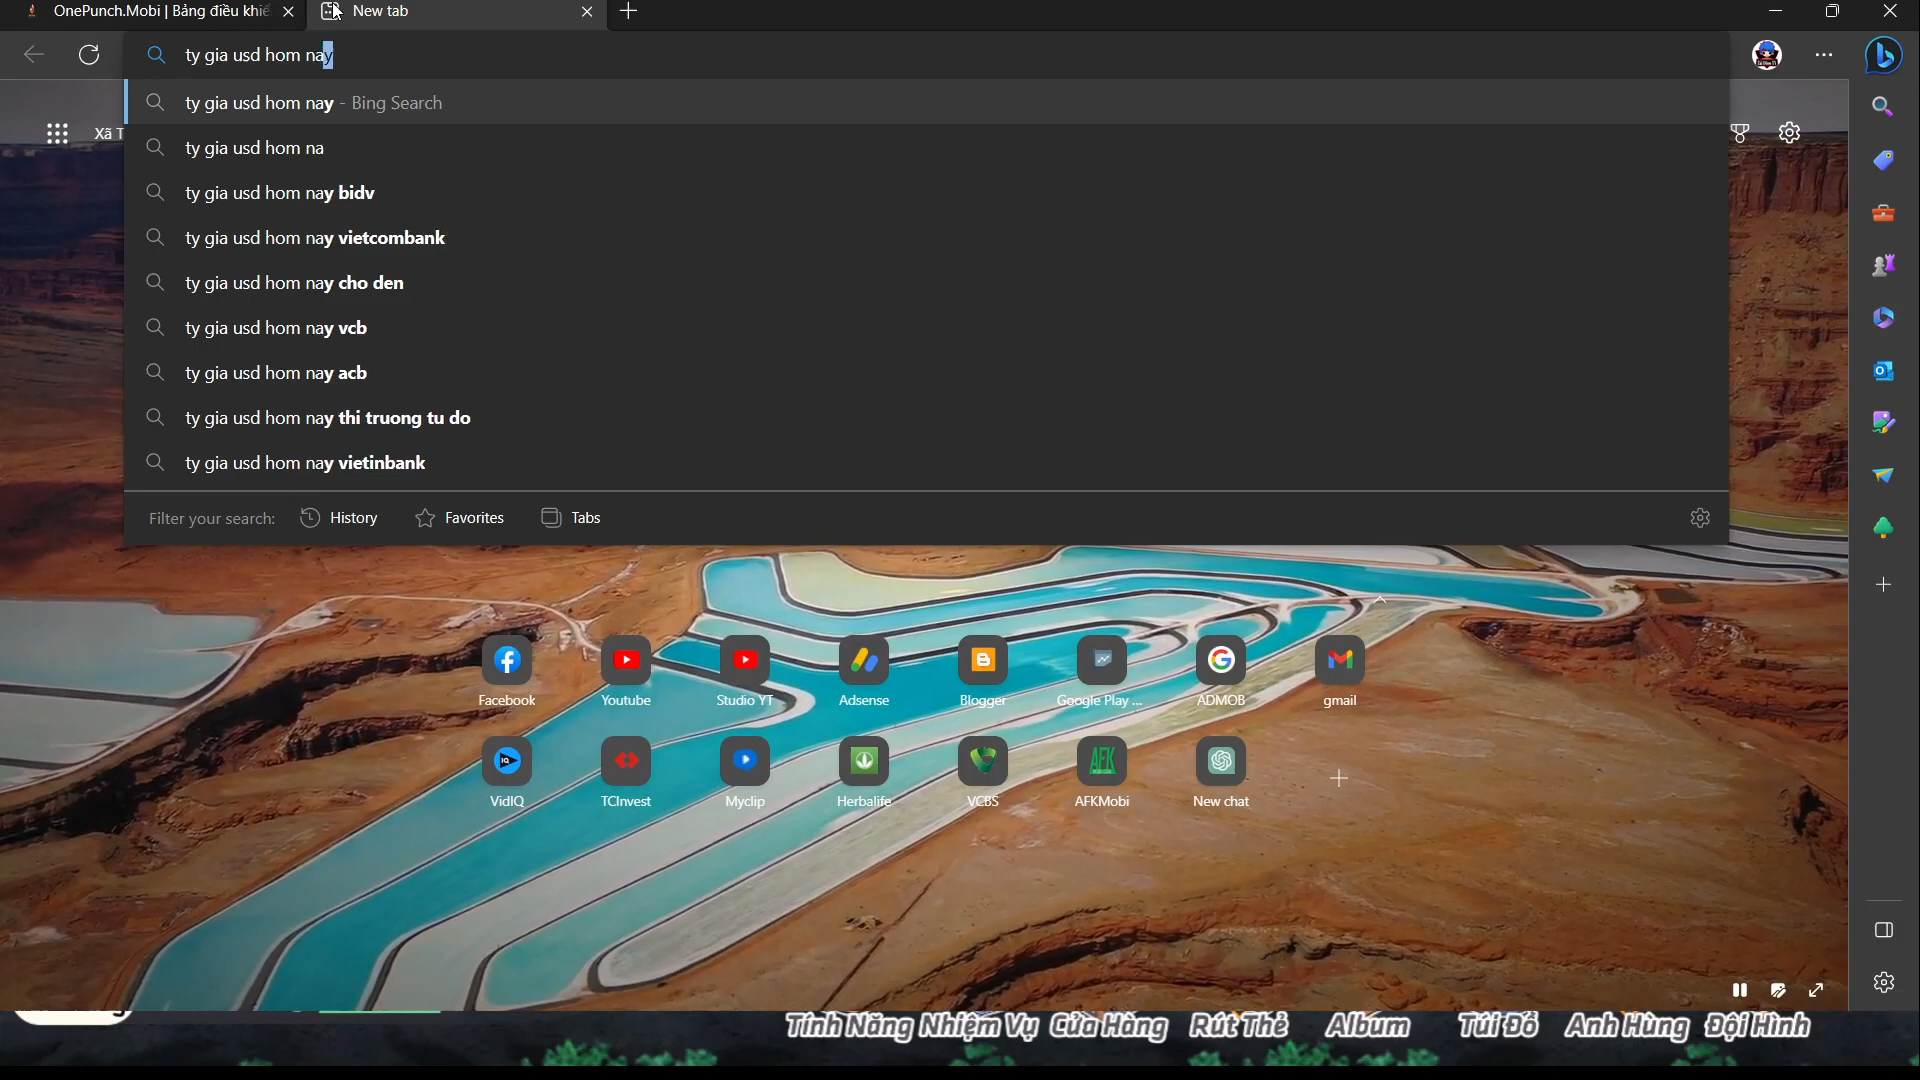 OnePunch.Mobi | Bảng điều khiể
New tab
ty gia usd hom nay
ty gia usd hom nay - Bing Search
Xã T
ty gia usd hom na
ty gia usd hom nay bidv
ty gia usd hom nay vietcombank
ty gia usd hom nay cho den
ty gia usd hom nay vcb
ty gia usd hom nay acb
ty gia usd hom nay thi truong tu do
ty gia usd hom nay vietinbank
Filter your search: History Favorites Tabs
Facebook Youtube Studio YT Adsense Blogger Google Play ... ADMOB gmail
VidIQ TCInvest Myclip Herbalife VCBS AFKMobi New chat
Tính Năng Nhiệm Vụ Cửa Hàng Rút Thẻ Album Túi Đồ Anh Hùng Đội Hình